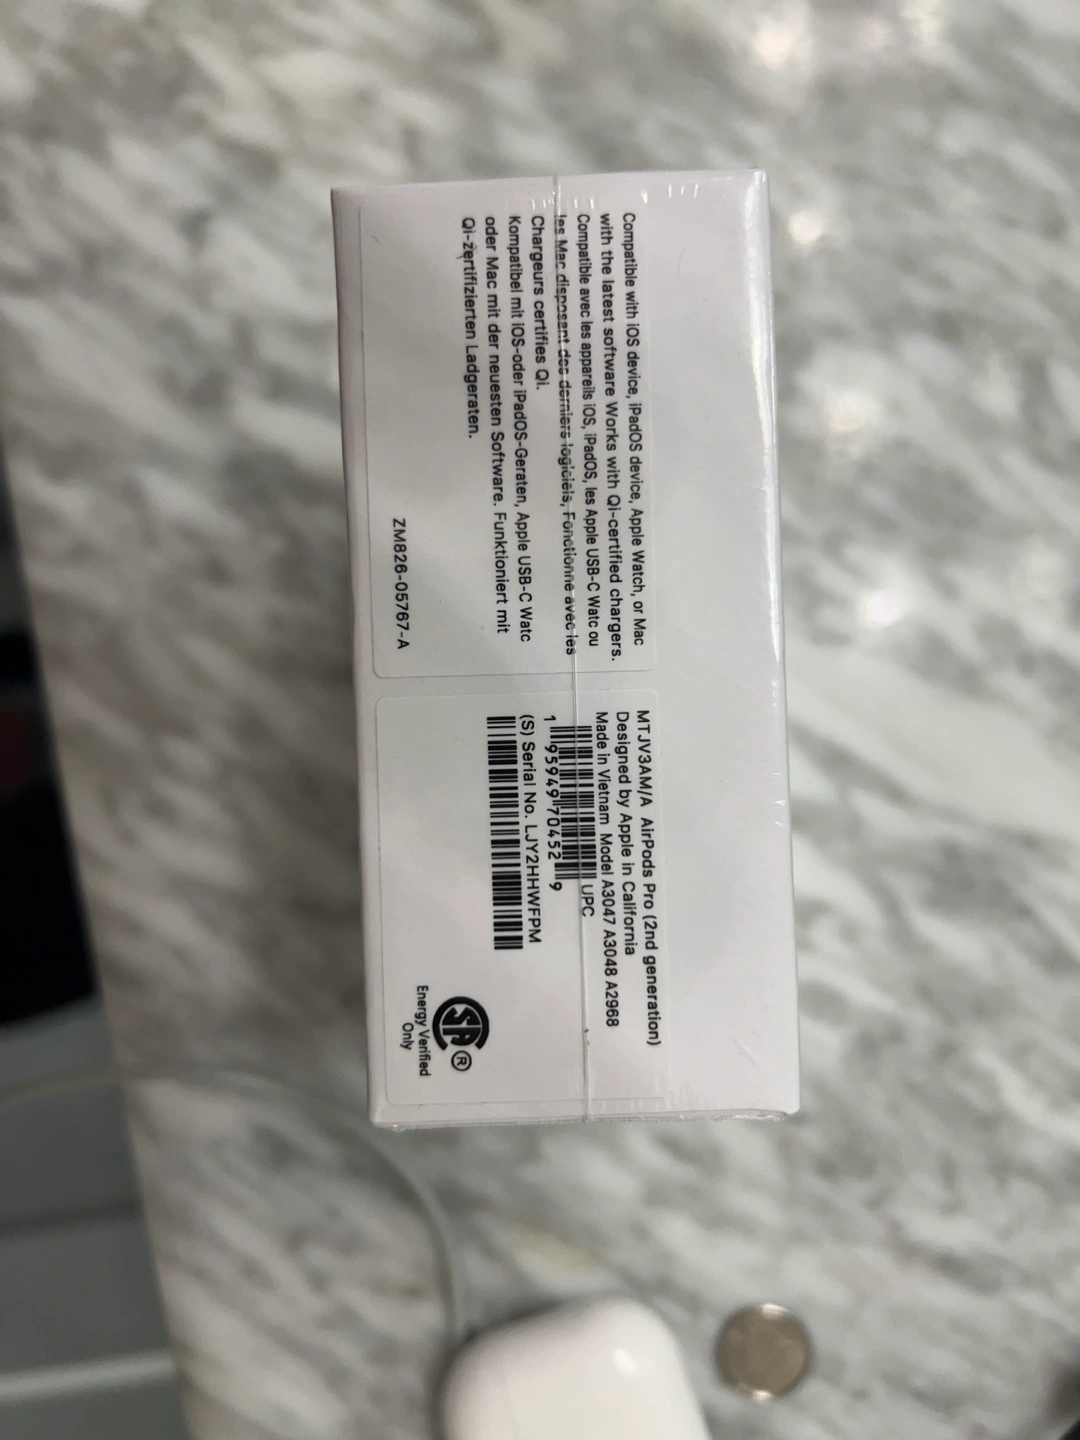 Compatible with iOS device, iPadOS device, Apple Watch, or Mac
with the latest software Works with Qi-certified chargers.
Compatible avec les appareils iOS, iPadOS, les Apple USB-C Watc ou
les Mac disposent des derniers logiciels, Fonctionne avec les
Chargeurs certifies Qi.
Kompatibel mit iOS-oder iPadOS-Geraten, Apple USB-C Watc
oder Mac mit der neuesten Software. Funktioniert mit
Qi-zertifizierten Ladgeraten.
ZM826-05767-A
MTJV3AM/A AirPods Pro (2nd generation)
Designed by Apple in California
Made in Vietnam Model A3047 A3048 A2968
UPC
1 95949 70452 9
(S) Serial No. LJY2HHWFPM
SA ®
Energy Verified
Only